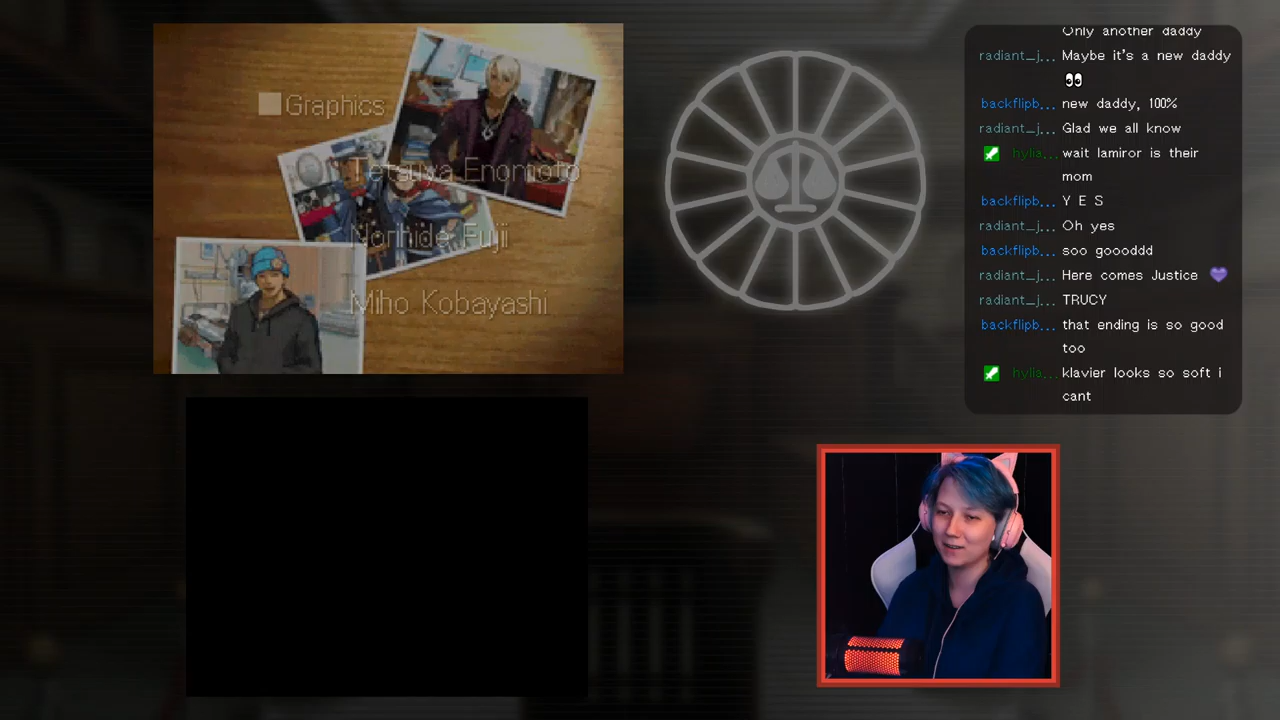 Graphics
Tetsuya Enomoto
Norihide Fujii
Miho Kobayashi
Only another daddy
radiant_j... Maybe it's a new daddy
👀
backflipb... new daddy, 100%
radiant_j... Glad we all know
hylia... wait lamiror is their
mom
backflipb... Y E S
radiant_j... Oh yes
backflipb... soo goooddd
radiant_j... Here comes Justice 💜
radiant_j... TRUCY
backflipb... that ending is so good
too
hylia... klavier looks so soft i
cant